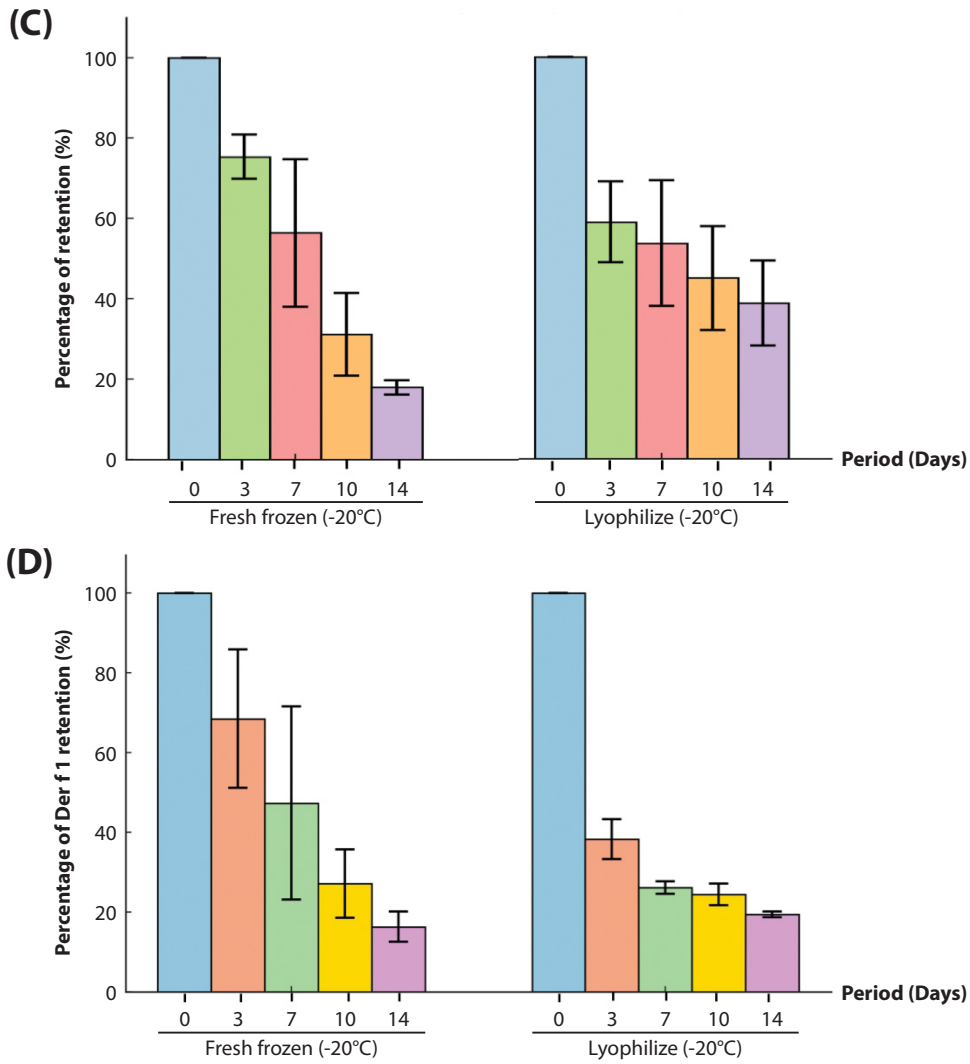 (C)
Percentage of retention (%)
100
80
60
40
20
0
0 3 7 10 14
Fresh frozen (-20°C)
0 3 7 10 14
Lyophilize (-20°C)
Period (Days)
(D)
Percentage of Der f 1 retention (%)
100
80
60
40
20
0
0 3 7 10 14
Fresh frozen (-20°C)
0 3 7 10 14
Lyophilize (-20°C)
Period (Days)